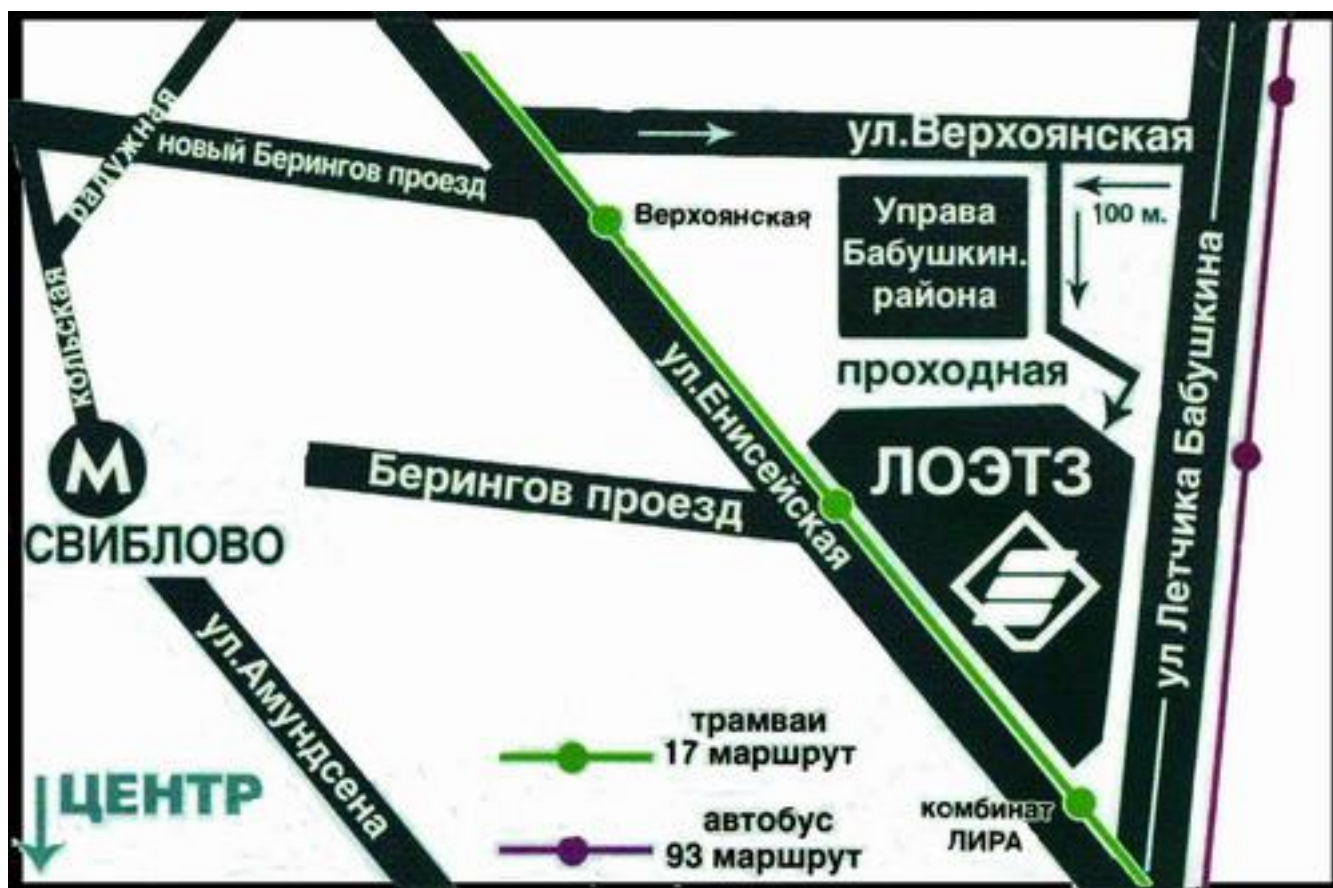 ул.Верхоянская
радужная
новый Берингов проезд
100 м.
Верхоянская
Управа
Бабушкин.
района
кольская
ул.Енисейская
проходная
ул Летчика Бабушкина
М
СВИБЛОВО
Берингов проезд
ЛОЭТЗ
ул.Амундсена
трамваи
17 маршрут
ЦЕНТР
автобус
93 маршрут
комбинат
ЛИРА